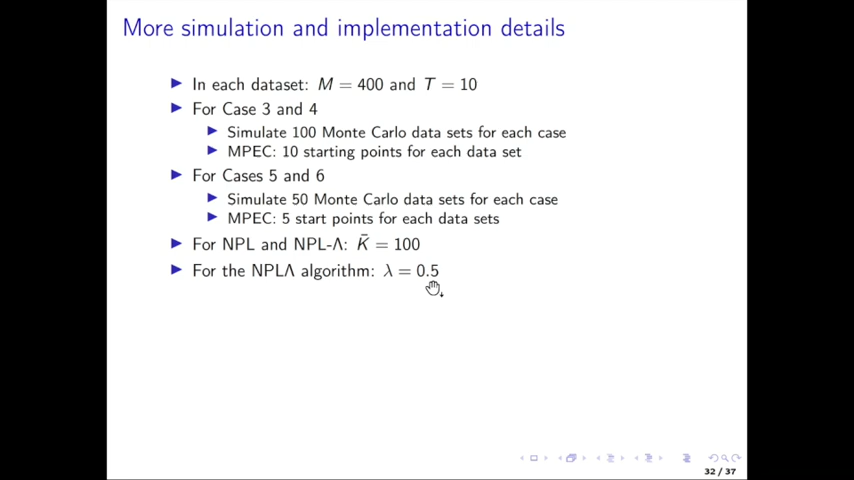 More simulation and implementation details
In each dataset: M = 400 and T = 10
For Case 3 and 4
Simulate 100 Monte Carlo data sets for each case
MPEC: 10 starting points for each data set
For Cases 5 and 6
Simulate 50 Monte Carlo data sets for each case
MPEC: 5 start points for each data sets
For NPL and NPL-Λ: K̄ = 100
For the NPLΛ algorithm: λ = 0.5
32 / 37